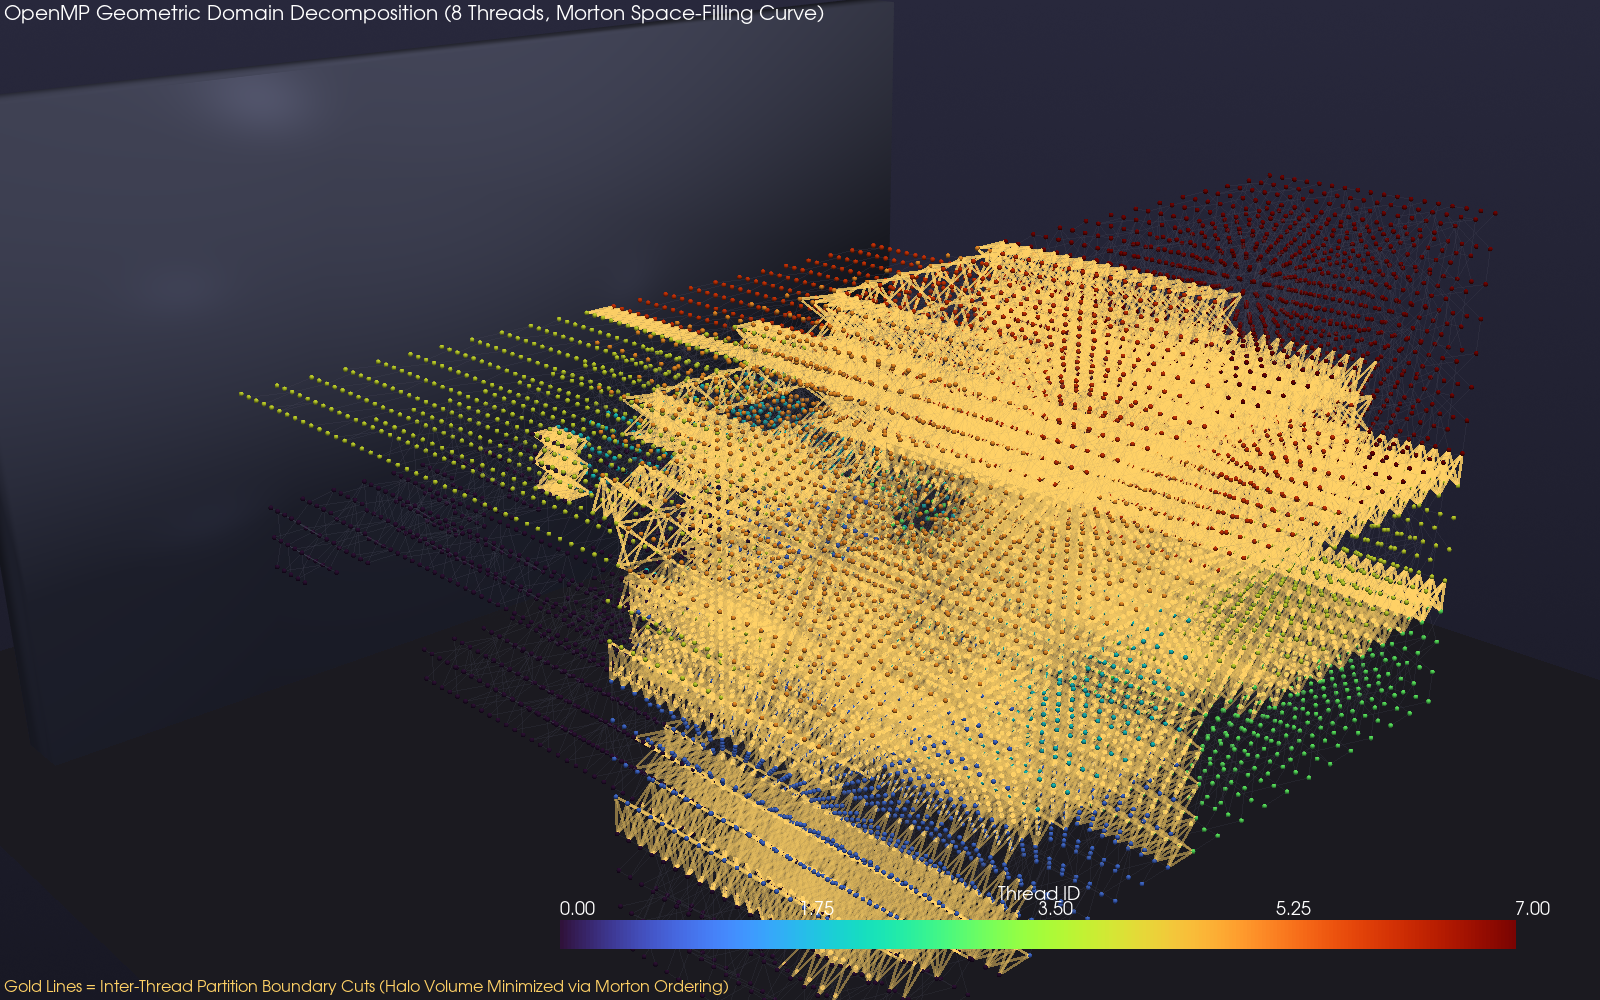 OpenMP Geometric Domain Decomposition (8 Threads, Morton Space-Filling Curve)
Thread ID
0.00 1.75 3.50 5.25 7.00
Gold Lines = Inter-Thread Partition Boundary Cuts (Halo Volume Minimized via Morton Ordering)